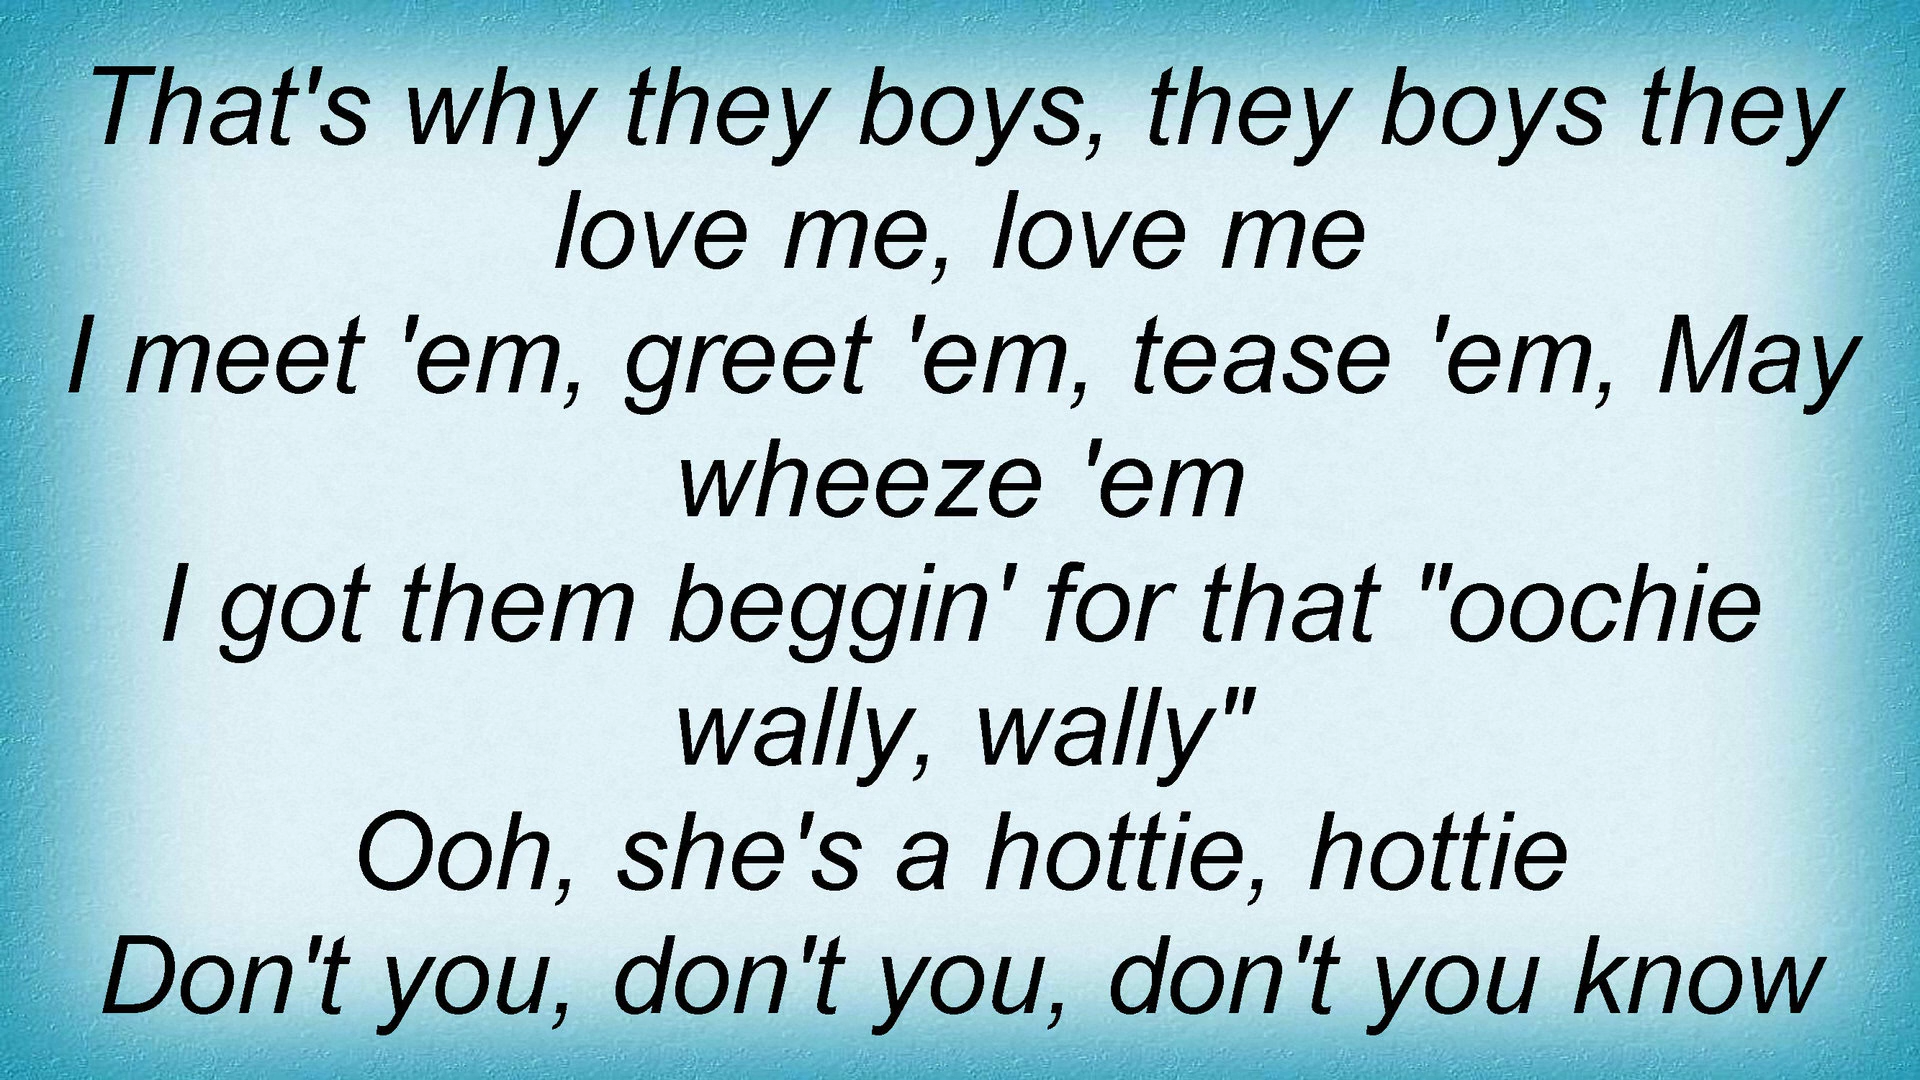 That's why they boys, they boys they
love me, love me
I meet 'em, greet 'em, tease 'em, May
wheeze 'em
I got them beggin' for that "oochie
wally, wally"
Ooh, she's a hottie, hottie
Don't you, don't you, don't you know